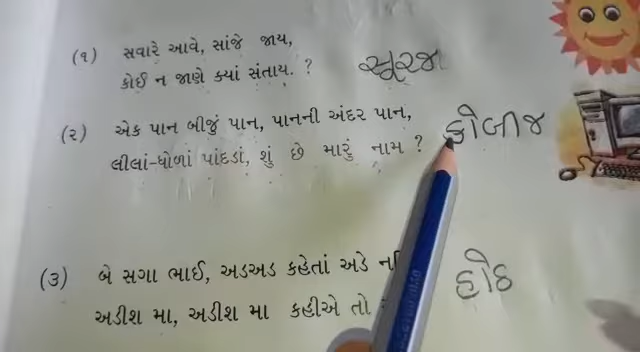 (૧) સવારે આવે, સાંજે જાય,
કોઈ ન જાણે ક્યાં સંતાય. ? સૂરજ
(૨) એક પાન બીજું પાન, પાનની અંદર પાન,
લીલાં-ધોળાં પાંદડાં, શું છે મારું નામ ? કોબીજ
(૩) બે સગા ભાઈ, અડઅડ કહેતાં અડે
અડીશ મા, અડીશ મા કહીએ તો હોઠ